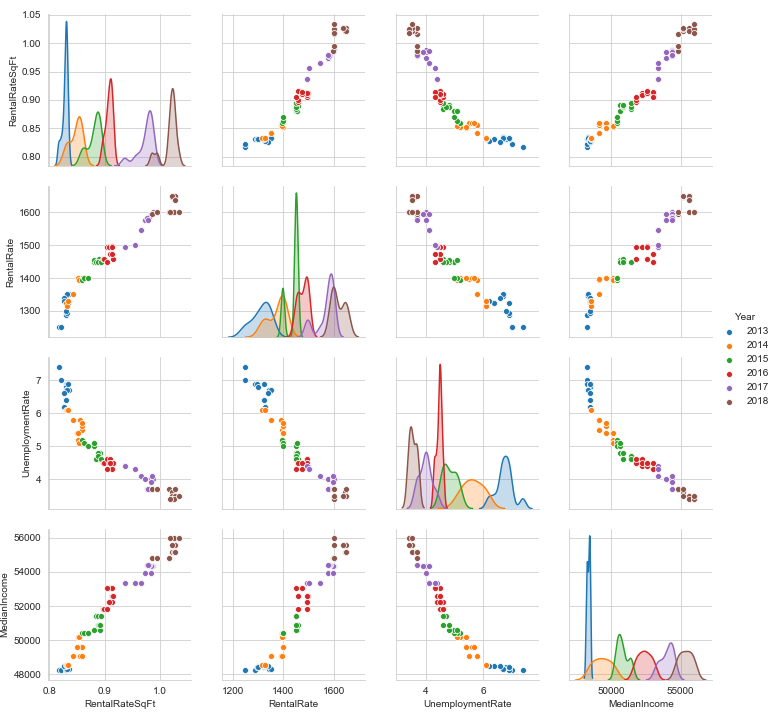 1.05
1.00
0.95
0.90
0.85
0.80
RentalRateSqFt
1600
1500
1400
1300
RentalRate
7
6
5
4
UnemploymentRate
56000
54000
52000
50000
48000
MedianIncome
0.8 0.9 1.0
RentalRateSqFt
1200 1400 1600
RentalRate
4 6
UnemploymentRate
50000 55000
MedianIncome
Year
2013
2014
2015
2016
2017
2018